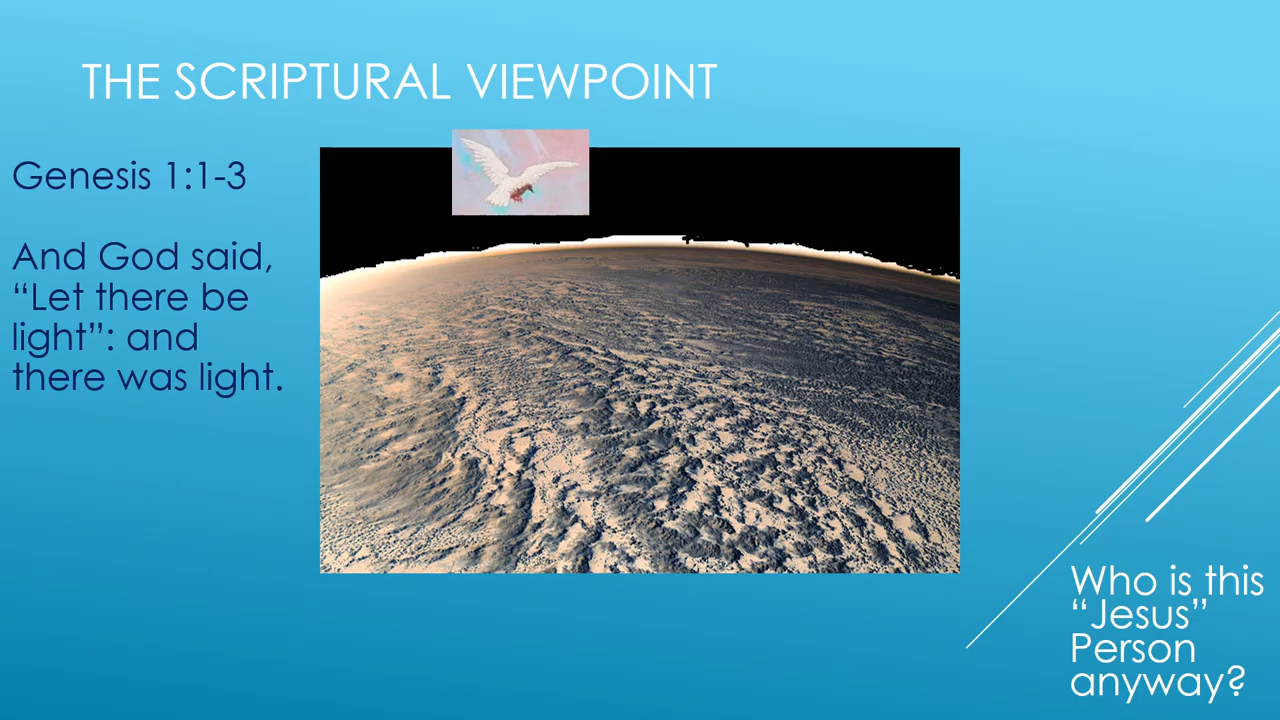 THE SCRIPTURAL VIEWPOINT
Genesis 1:1-3
And God said,
“Let there be
light”: and
there was light.
Who is this
“Jesus”
Person
anyway?